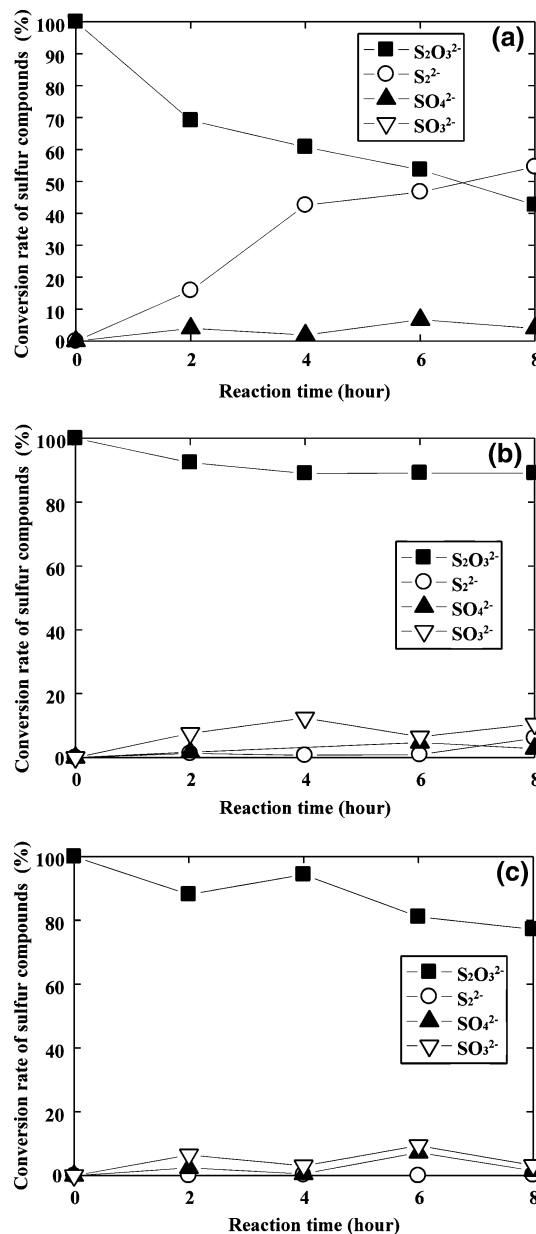 (a)
Conversion rate of sulfur compounds (%)
100
90
80
70
60
50
40
30
20
10
0
S₂O₃²⁻
S₂²⁻
SO₄²⁻
SO₃²⁻
0 2 4 6 8
Reaction time (hour)
(b)
Conversion rate of sulfur compounds (%)
100
80
60
40
20
0
S₂O₃²⁻
S₂²⁻
SO₄²⁻
SO₃²⁻
0 2 4 6 8
Reaction time (hour)
(c)
Conversion rate of sulfur compounds (%)
100
80
60
40
20
0
S₂O₃²⁻
S₂²⁻
SO₄²⁻
SO₃²⁻
0 2 4 6 8
Reaction time (hour)